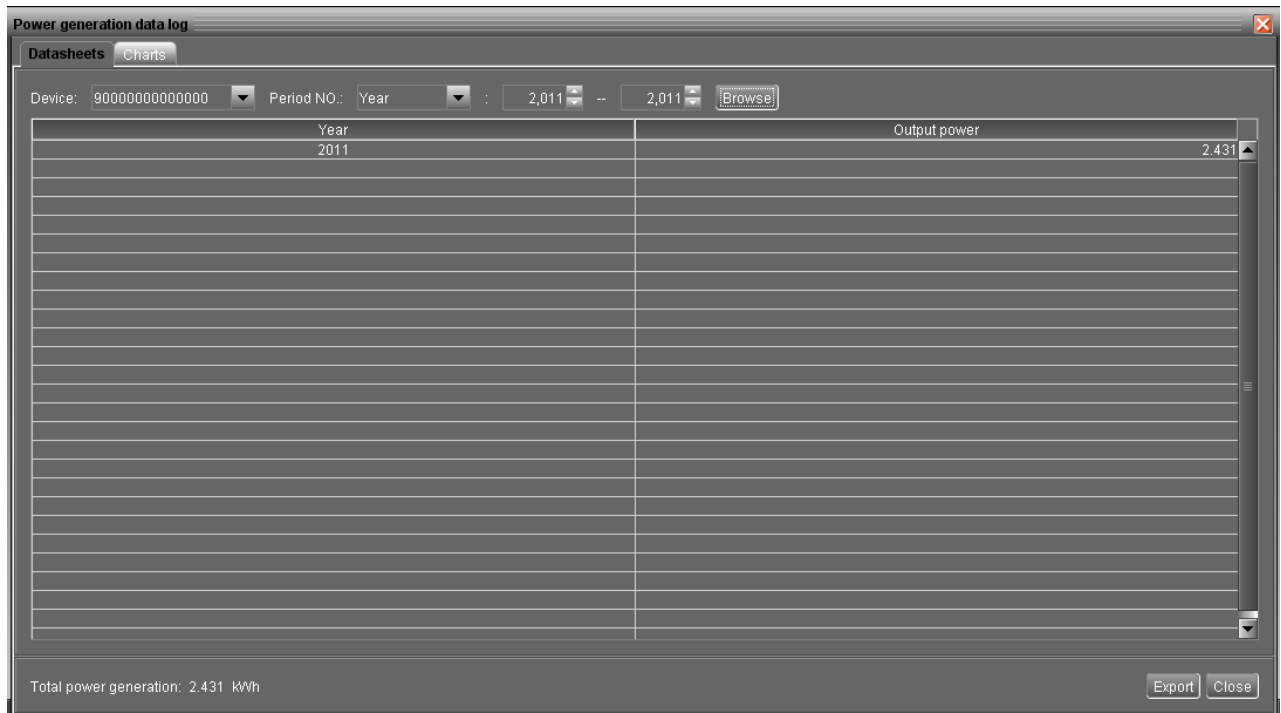 Power generation data log
Datasheets Charts
Device: 90000000000000 Period NO.: Year : 2,011 -- 2,011 Browse
Year Output power
2011 2.431
Total power generation: 2.431 kWh Export Close